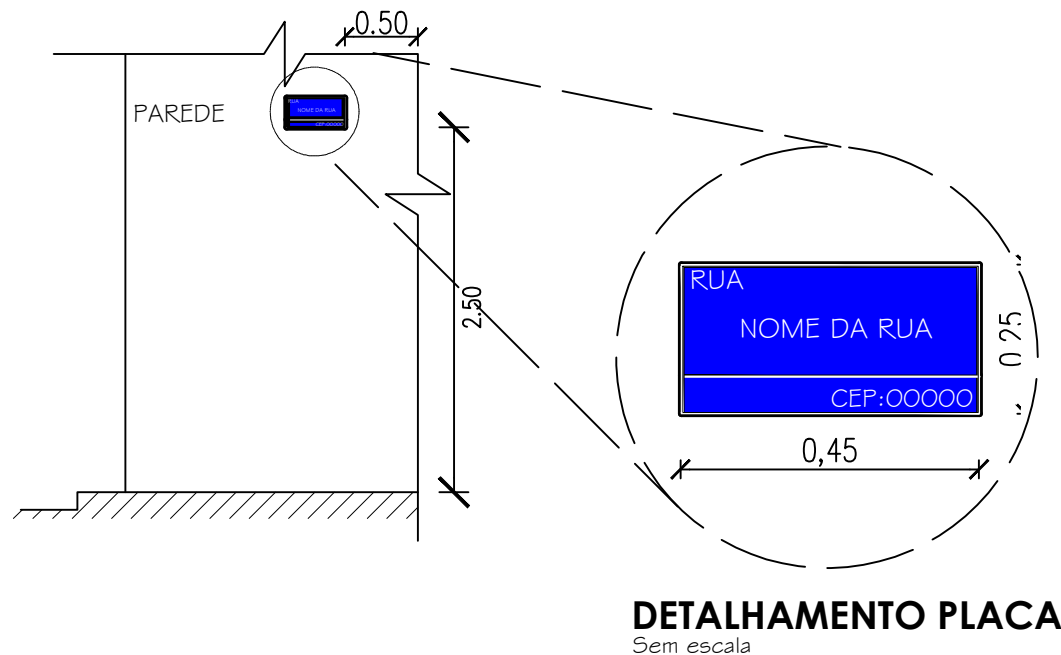 0.50
PAREDE
RUA
NOME DA RUA
CEP:00000
2.50
RUA
NOME DA RUA
CEP:00000
0,25
0,45
DETALHAMENTO PLACA
Sem escala